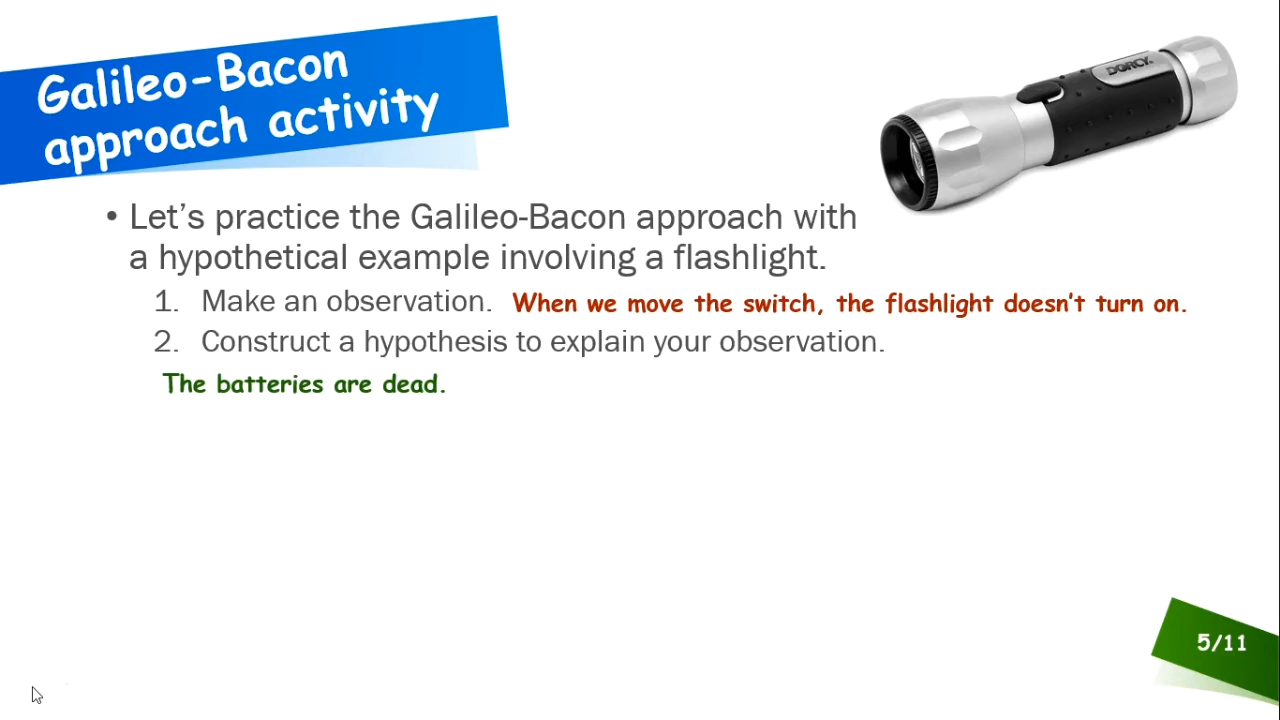 Galileo-Bacon
approach activity
DORCY
• Let's practice the Galileo-Bacon approach with
a hypothetical example involving a flashlight.
1. Make an observation. When we move the switch, the flashlight doesn't turn on.
2. Construct a hypothesis to explain your observation.
The batteries are dead.
5/11